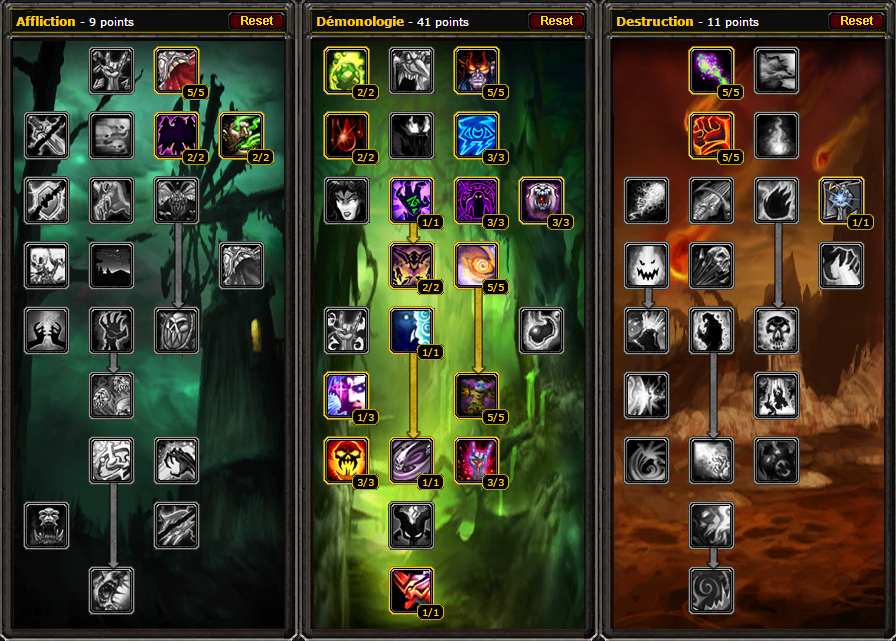 Affliction - 9 points Reset Démonologie - 41 points Reset Destruction - 11 points Reset
5/5 2/2 5/5 5/5
2/2 2/2 2/2 3/3 5/5
1/1 3/3 3/3 1/1
2/2 5/5
1/1
1/3 5/5
3/3 1/1 3/3
1/1